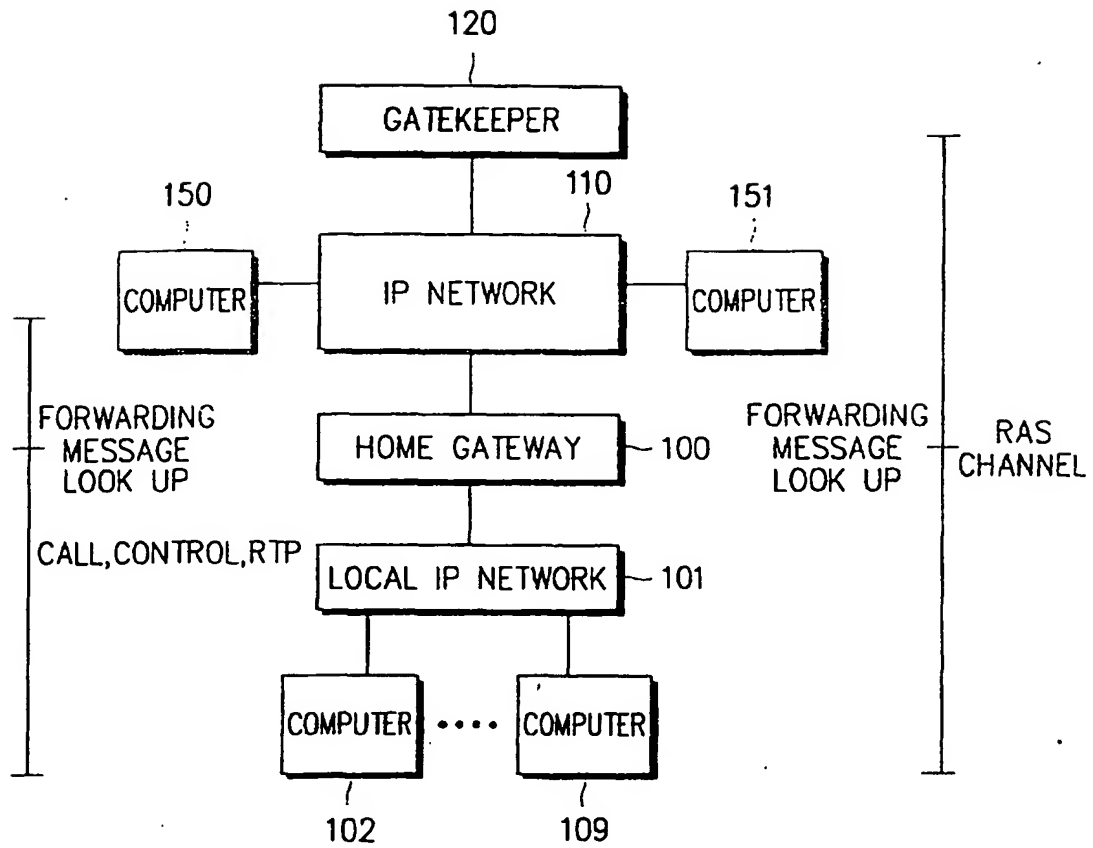 120
GATEKEEPER
110
150
151
COMPUTER
IP NETWORK
COMPUTER
FORWARDING
MESSAGE
LOOK UP
HOME GATEWAY
100
FORWARDING
MESSAGE
LOOK UP
RAS
CHANNEL
CALL,CONTROL,RTP
LOCAL IP NETWORK
101
COMPUTER
COMPUTER
102
109